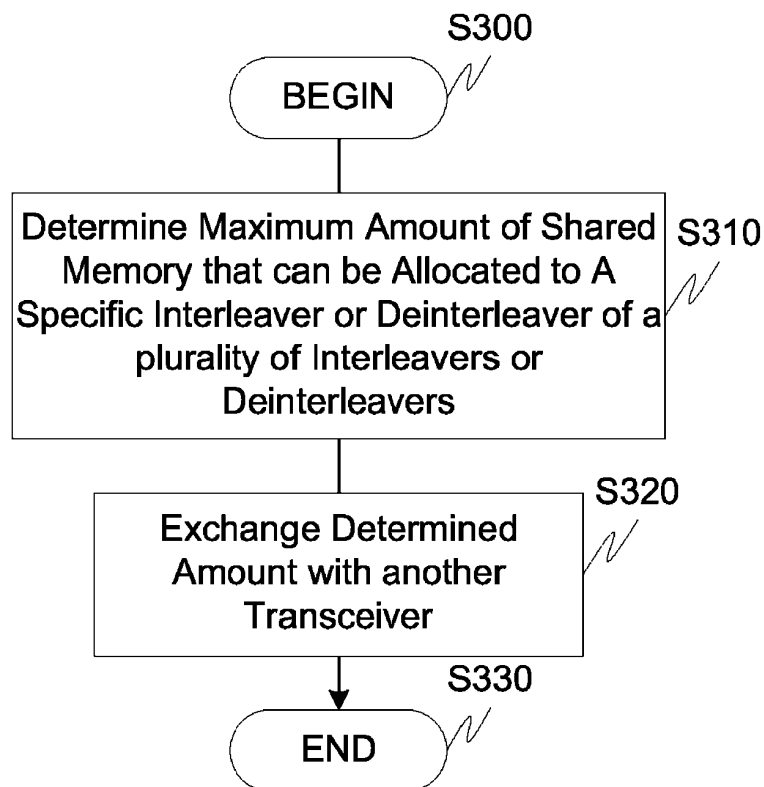 S300
BEGIN
Determine Maximum Amount of Shared
Memory that can be Allocated to A
Specific Interleaver or Deinterleaver of a
plurality of Interleavers or
Deinterleavers
S310
Exchange Determined
Amount with another
Transceiver
S320
S330
END